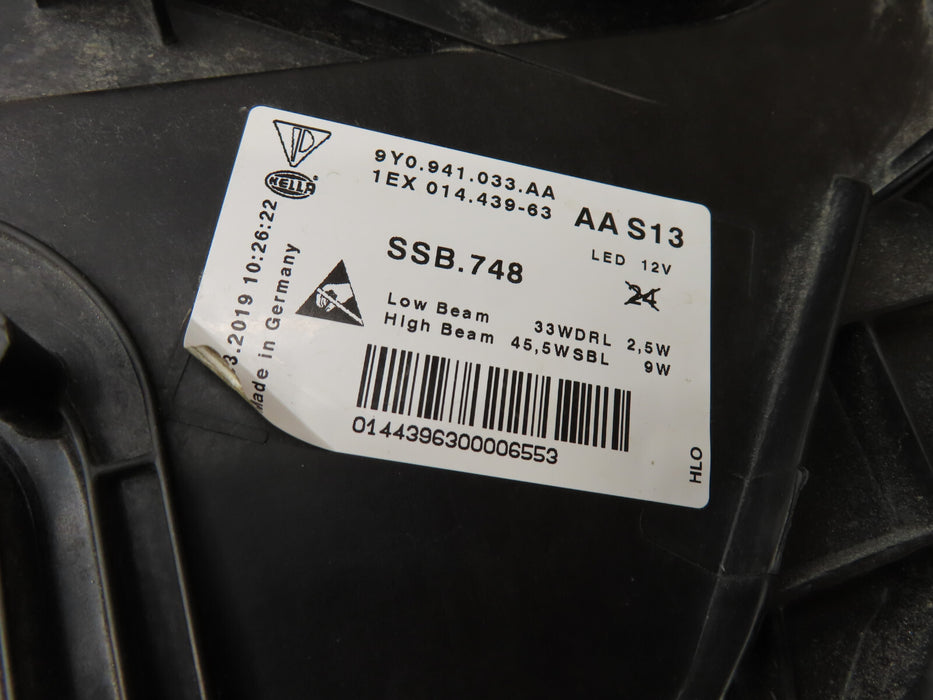 9Y0.941.033.AA
1EX 014.439-63
AA S13
HELLA
SSB.748
LED 12V
24
Low Beam 33WDRL 2,5W
High Beam 45,5WSBL 9W
0144396300006553
HLO
3.2019 10:26:22
Made in Germany